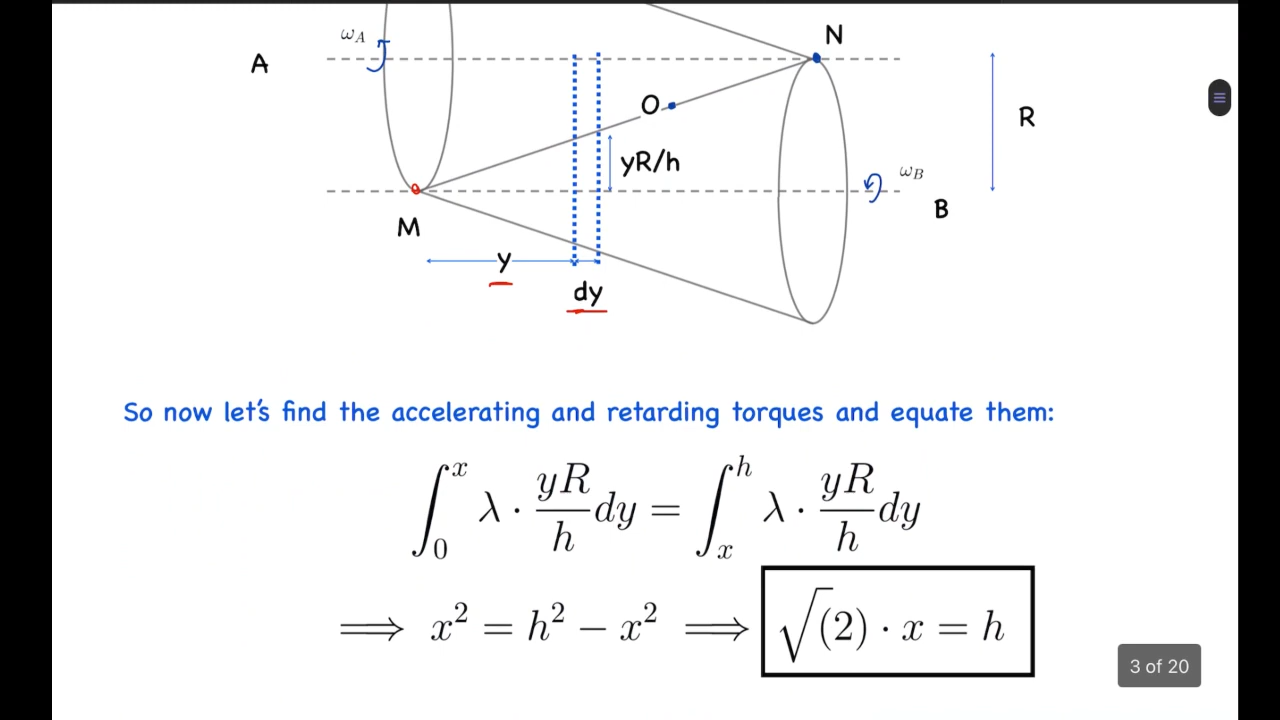 ω_A
N
A
O
R
yR/h
ω_B
B
M
y
dy
So now let's find the accelerating and retarding torques and equate them:
∫_0^x λ · yR/h dy = ∫_x^h λ · yR/h dy
⟹ x² = h² − x² ⟹ √(2) · x = h
3 of 20